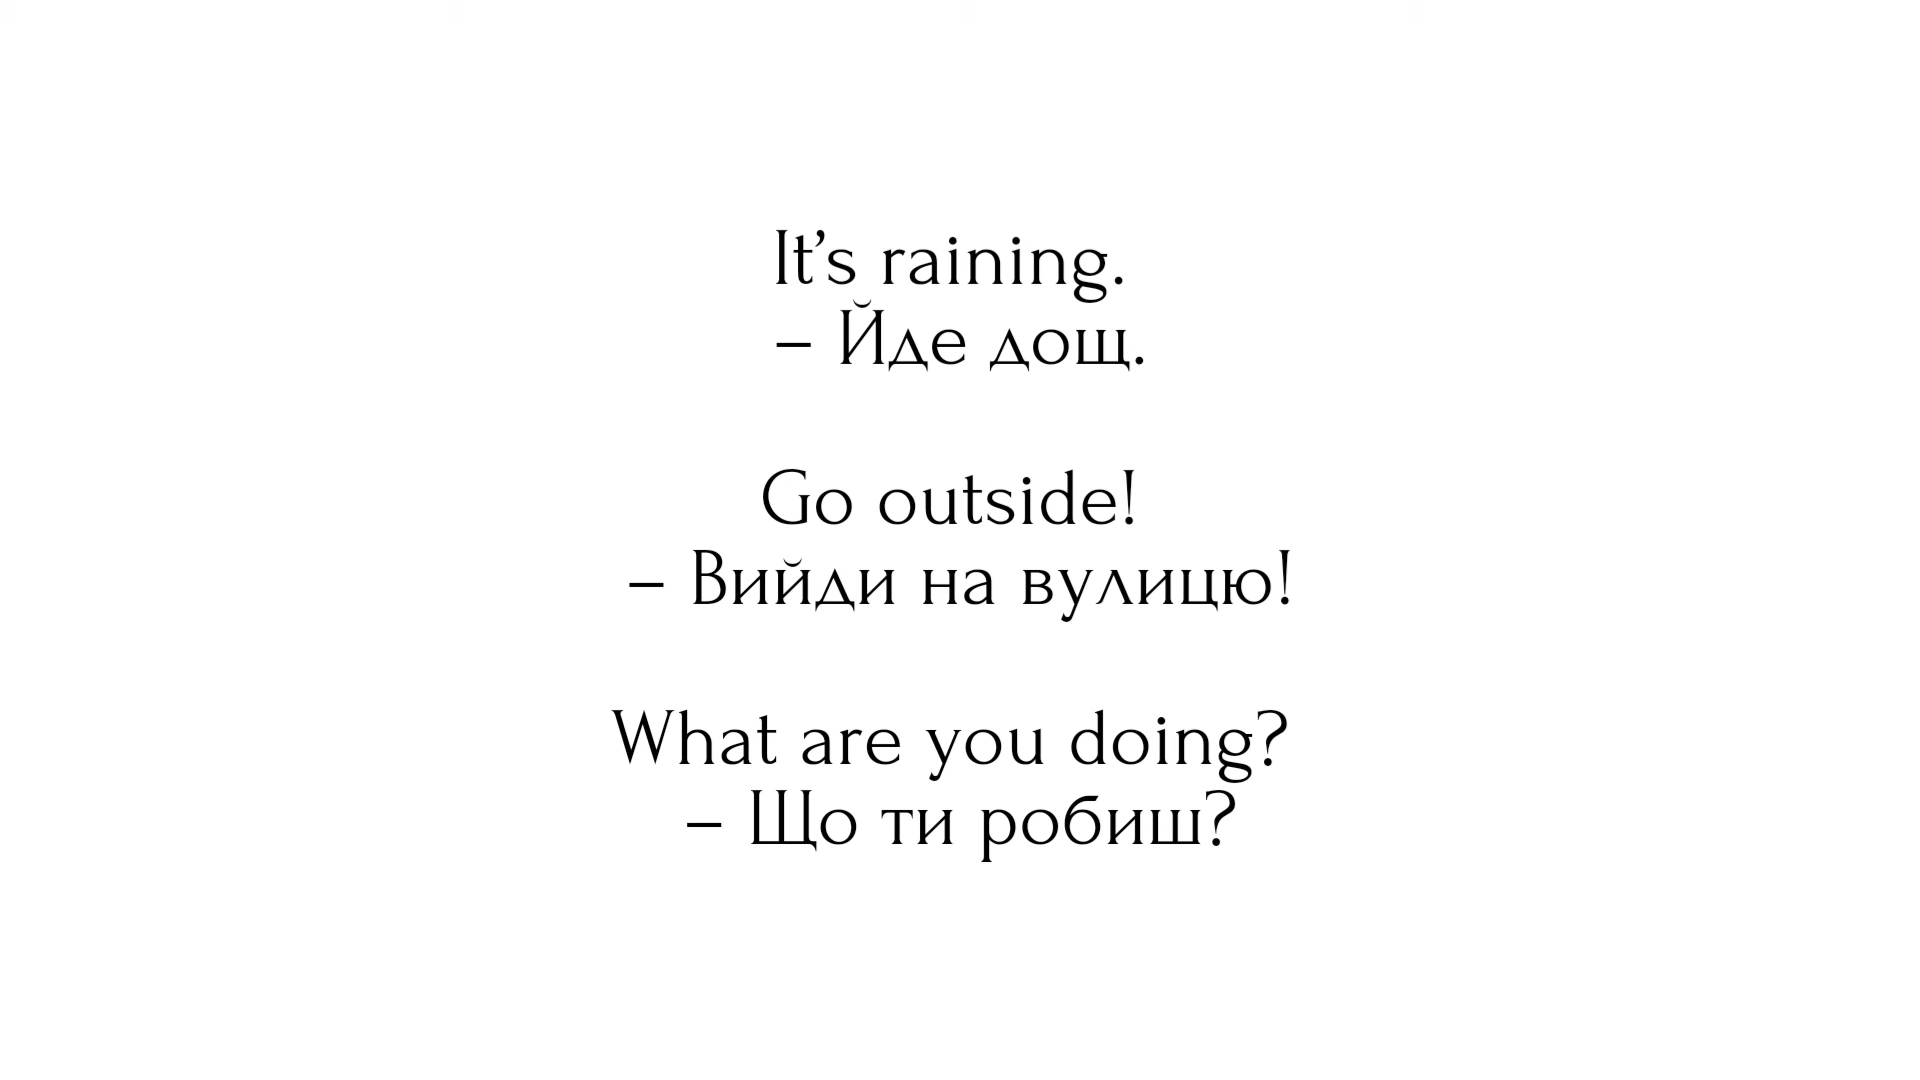 It’s raining.
– Йде дощ.
Go outside!
– Вийди на вулицю!
What are you doing?
– Що ти робиш?